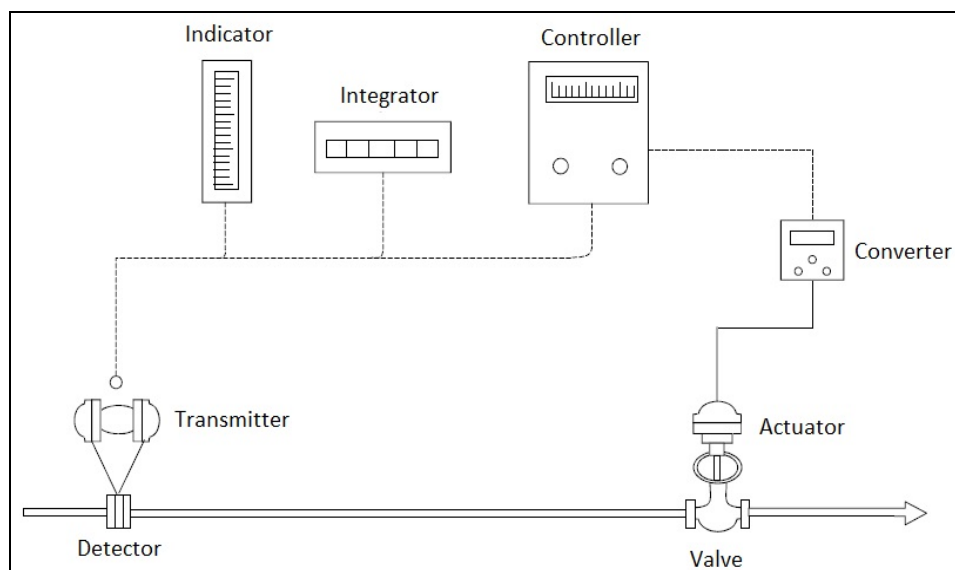 Indicator
Integrator
Controller
Converter
Transmitter
Actuator
Detector
Valve